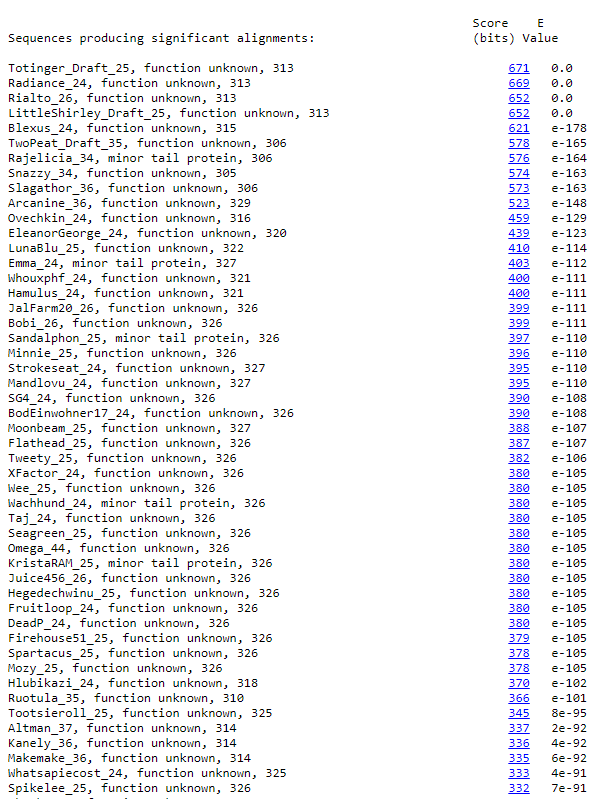 Score E
Sequences producing significant alignments: (bits) Value
Totinger_Draft_25, function unknown, 313 671 0.0
Radiance_24, function unknown, 313 669 0.0
Rialto_26, function unknown, 313 652 0.0
LittleShirley_Draft_25, function unknown, 313 652 0.0
Blexus_24, function unknown, 315 621 e-178
TwoPeat_Draft_35, function unknown, 306 578 e-165
Rajelicia_34, minor tail protein, 306 576 e-164
Snazzy_34, function unknown, 305 574 e-163
Slagathor_36, function unknown, 306 573 e-163
Arcanine_36, function unknown, 329 523 e-148
Ovechkin_24, function unknown, 316 459 e-129
EleanorGeorge_24, function unknown, 320 439 e-123
LunaBlu_25, function unknown, 322 410 e-114
Emma_24, minor tail protein, 327 403 e-112
Whouxphf_24, function unknown, 321 400 e-111
Hamulus_24, function unknown, 321 400 e-111
JalFarm20_26, function unknown, 326 399 e-111
Bobi_26, function unknown, 326 399 e-111
Sandalphon_25, minor tail protein, 326 397 e-110
Minnie_25, function unknown, 326 396 e-110
Strokeseat_24, function unknown, 327 395 e-110
Mandlovu_24, function unknown, 327 395 e-110
SG4_24, function unknown, 326 390 e-108
BodEinwohner17_24, function unknown, 326 390 e-108
Moonbeam_25, function unknown, 327 388 e-107
Flathead_25, function unknown, 326 387 e-107
Tweety_25, function unknown, 326 382 e-106
XFactor_24, function unknown, 326 380 e-105
Wee_25, function unknown, 326 380 e-105
Wachhund_24, minor tail protein, 326 380 e-105
Taj_24, function unknown, 326 380 e-105
Seagreen_25, function unknown, 326 380 e-105
Omega_44, function unknown, 326 380 e-105
KristaRAM_25, minor tail protein, 326 380 e-105
Juice456_26, function unknown, 326 380 e-105
Hegedechwinu_25, function unknown, 326 380 e-105
Fruitloop_24, function unknown, 326 380 e-105
DeadP_24, function unknown, 326 380 e-105
Firehouse51_25, function unknown, 326 379 e-105
Spartacus_25, function unknown, 326 378 e-105
Mozy_25, function unknown, 326 378 e-105
Hlubikazi_24, function unknown, 318 370 e-102
Ruotula_35, function unknown, 310 366 e-101
Tootsieroll_25, function unknown, 325 345 8e-95
Altman_37, function unknown, 314 337 2e-92
Kanely_36, function unknown, 314 336 4e-92
Makemake_36, function unknown, 314 335 6e-92
Whatsapiecost_24, function unknown, 325 333 4e-91
Spikelee_25, function unknown, 326 332 7e-91